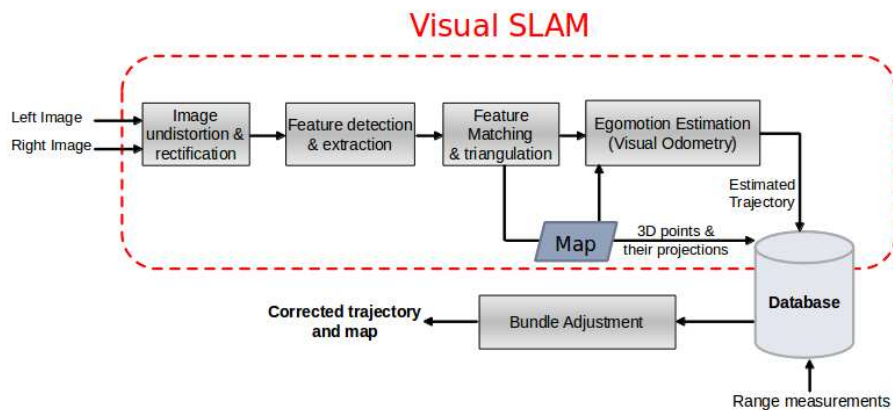 Visual SLAM
Left Image
Right Image
Image
undistortion &
rectification
Feature detection
& extraction
Feature
Matching
& triangulation
Egomotion Estimation
(Visual Odometry)
Estimated
Trajectory
Map
3D points &
their projections
Database
Corrected trajectory
and map
Bundle Adjustment
Range measurements